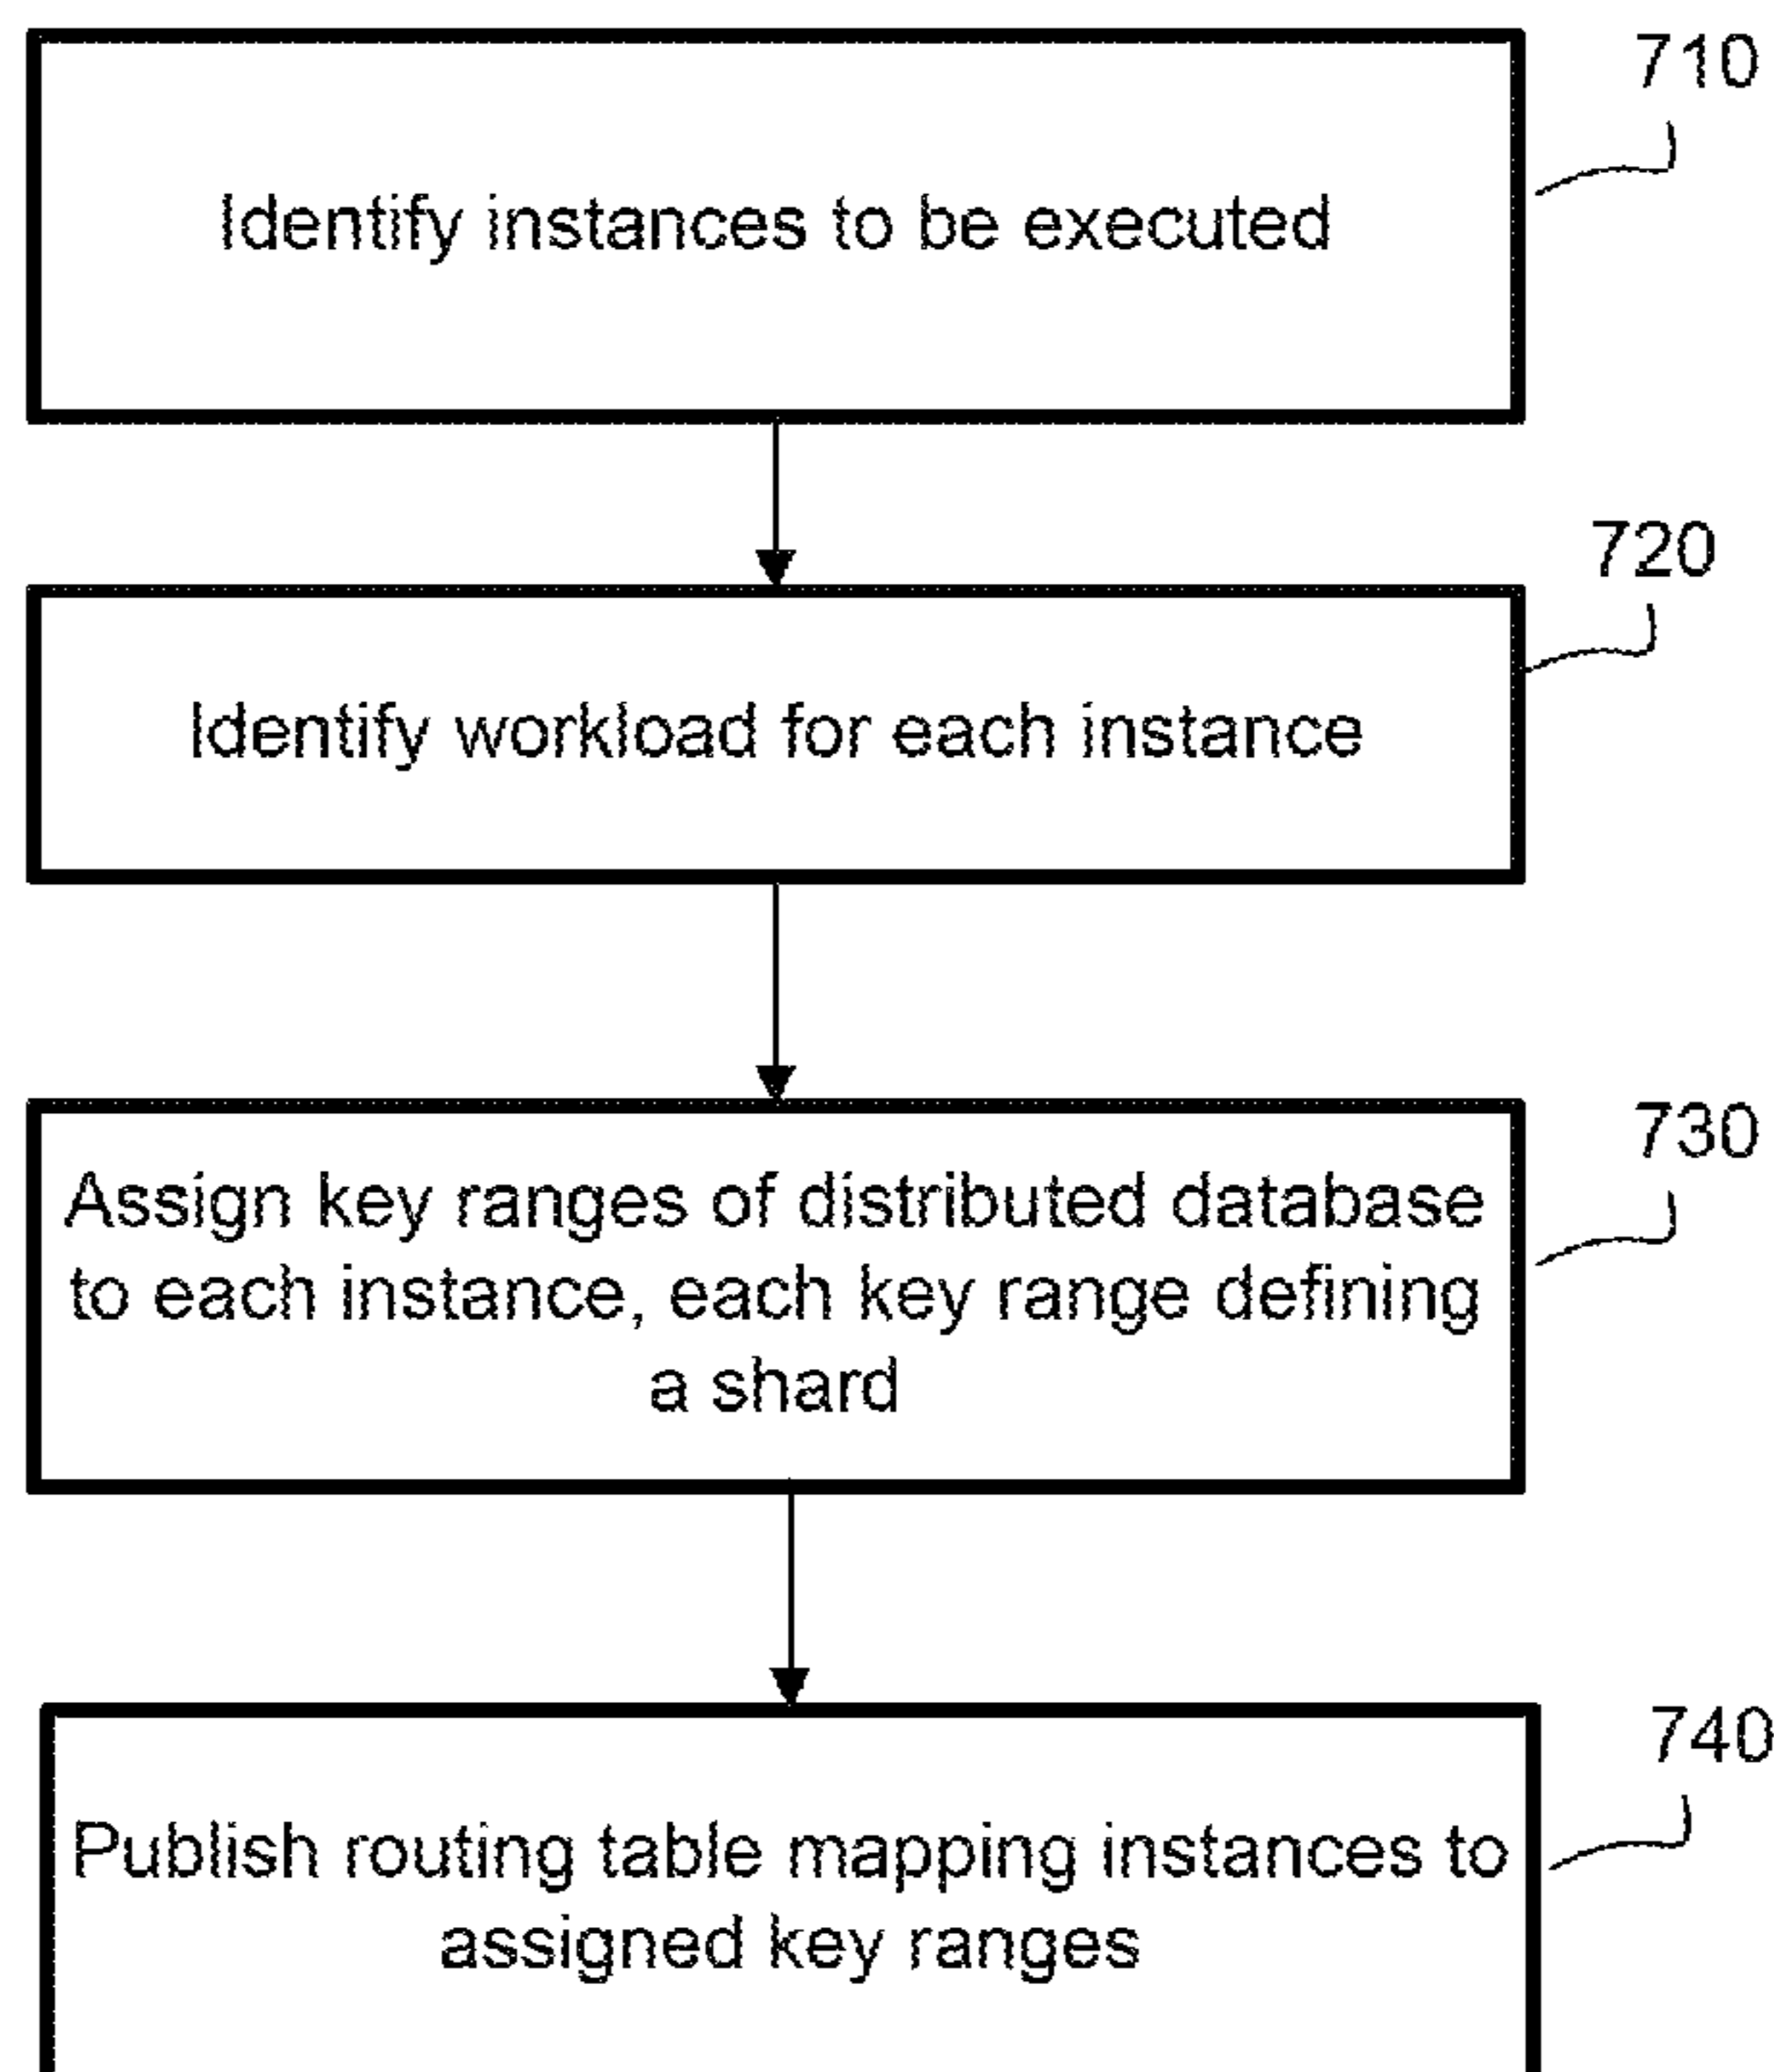 710
Identify instances to be executed
720
Identify workload for each instance
730
Assign key ranges of distributed database
to each instance, each key range defining
a shard
740
Publish routing table mapping instances to
assigned key ranges